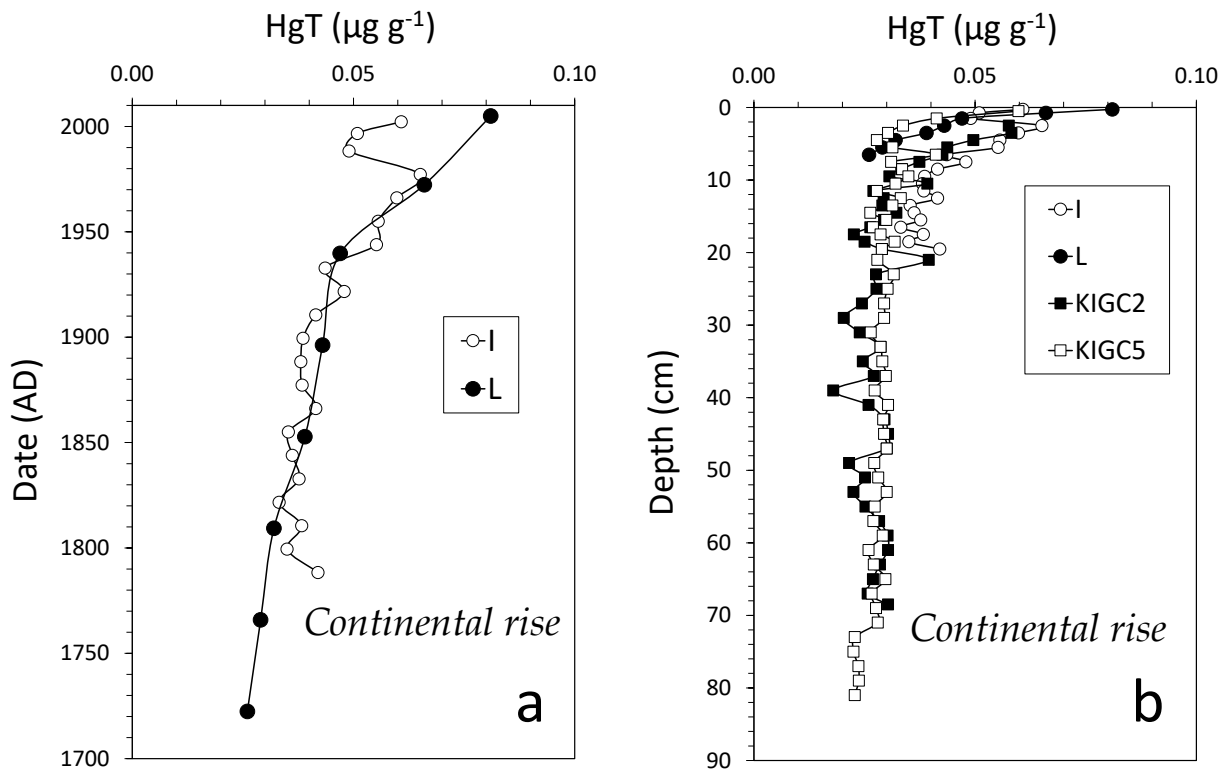 HgT (µg g⁻¹)
0.00 0.05 0.10
2000
1950
1900
1850
1800
1750
1700
Date (AD)
I
L
Continental rise
a
HgT (µg g⁻¹)
0.00 0.05 0.10
0
10
20
30
40
50
60
70
80
90
Depth (cm)
I
L
KIGC2
KIGC5
Continental rise
b